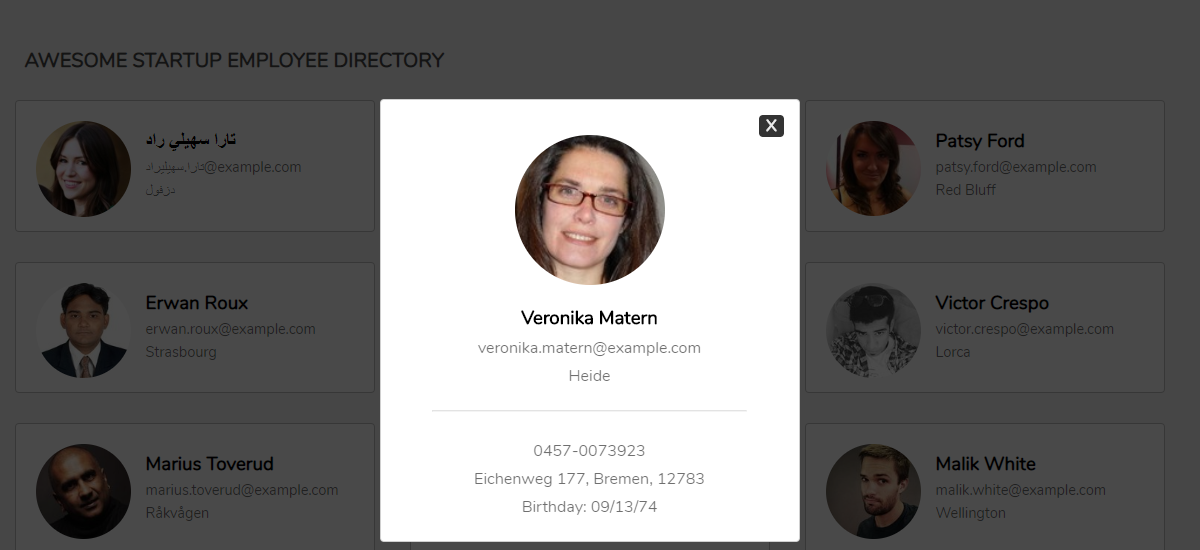 AWESOME STARTUP EMPLOYEE DIRECTORY
تارا سهيلي راد
تارا.سهیلیراد@example.com
دزفول
X
Veronika Matern
veronika.matern@example.com
Heide
0457-0073923
Eichenweg 177, Bremen, 12783
Birthday: 09/13/74
Patsy Ford
patsy.ford@example.com
Red Bluff
Erwan Roux
erwan.roux@example.com
Strasbourg
Victor Crespo
victor.crespo@example.com
Lorca
Marius Toverud
marius.toverud@example.com
Råkvågen
Malik White
malik.white@example.com
Wellington